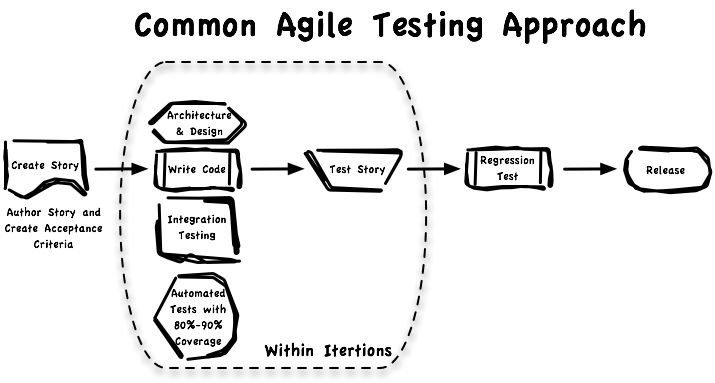 Common Agile Testing Approach
Create Story
Author Story and
Create Acceptance
Criteria
Architecture
& Design
Write Code
Integration
Testing
Automated
Tests with
80%-90%
Coverage
Test Story
Within Itertions
Regression
Test
Release